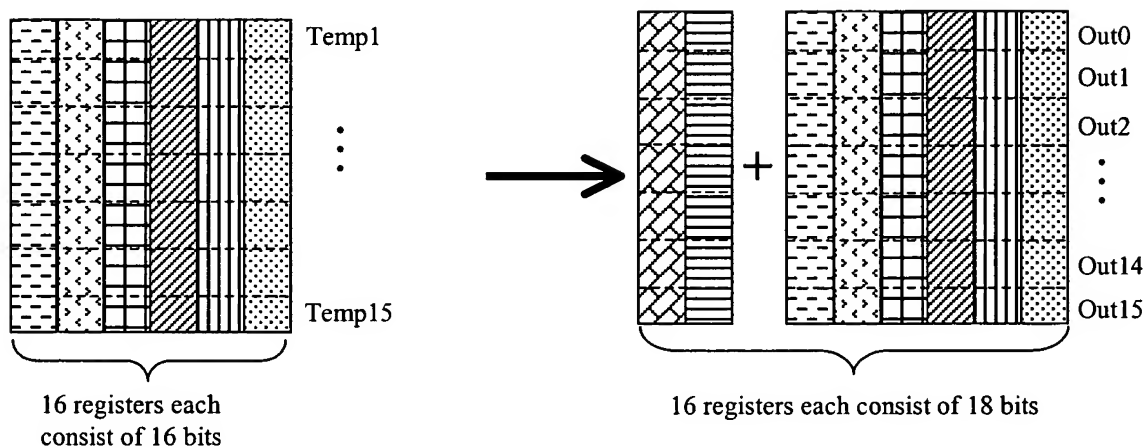 Temp1
Temp15
16 registers each
consist of 16 bits
+
Out0
Out1
Out2
Out14
Out15
16 registers each consist of 18 bits